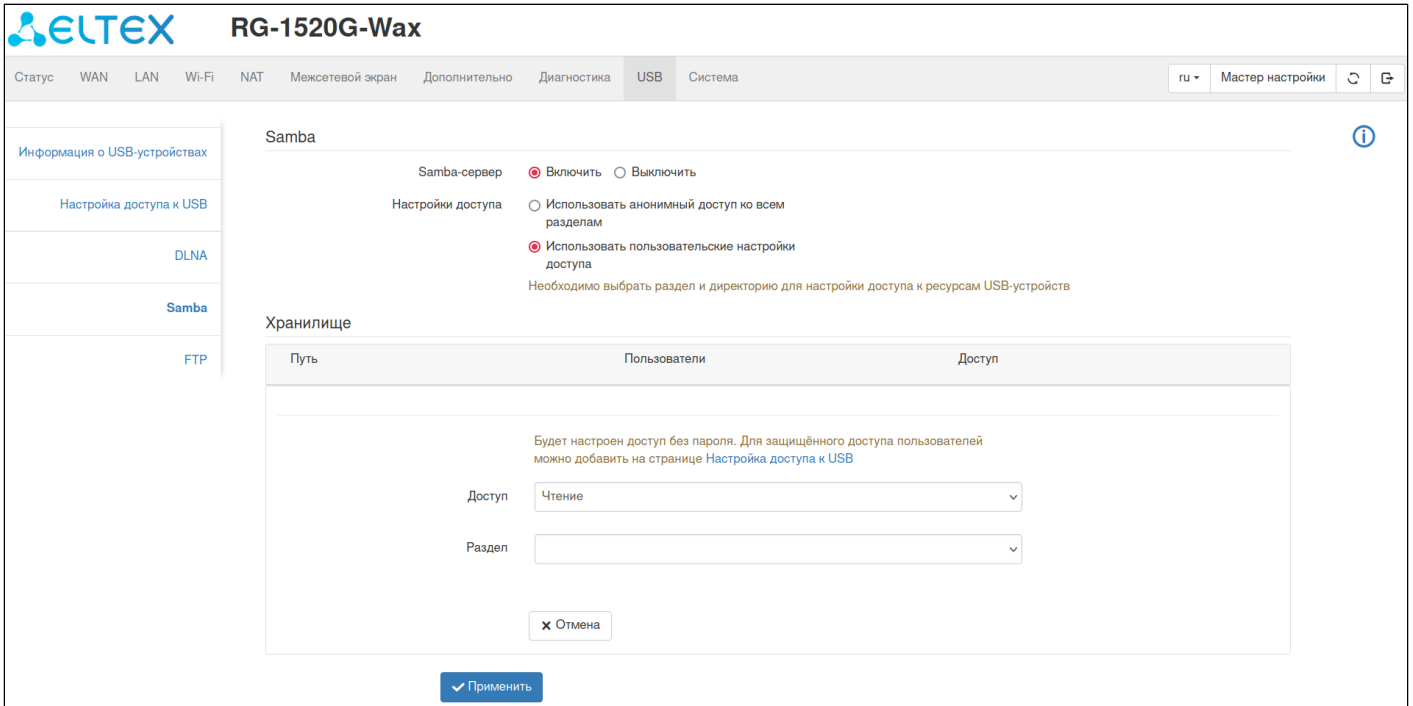 ELTEX RG-1520G-Wax
Статус WAN LAN Wi-Fi NAT Межсетевой экран Дополнительно Диагностика USB Система ru Мастер настройки
Информация о USB-устройствах
Настройка доступа к USB
DLNA
Samba
FTP
Samba
Samba-сервер Включить Выключить
Настройки доступа Использовать анонимный доступ ко всем
разделам
Использовать пользовательские настройки
доступа
Необходимо выбрать раздел и директорию для настройки доступа к ресурсам USB-устройств
Хранилище
Путь Пользователи Доступ
Будет настроен доступ без пароля. Для защищённого доступа пользователей
можно добавить на странице Настройка доступа к USB
Доступ Чтение
Раздел
Отмена
Применить